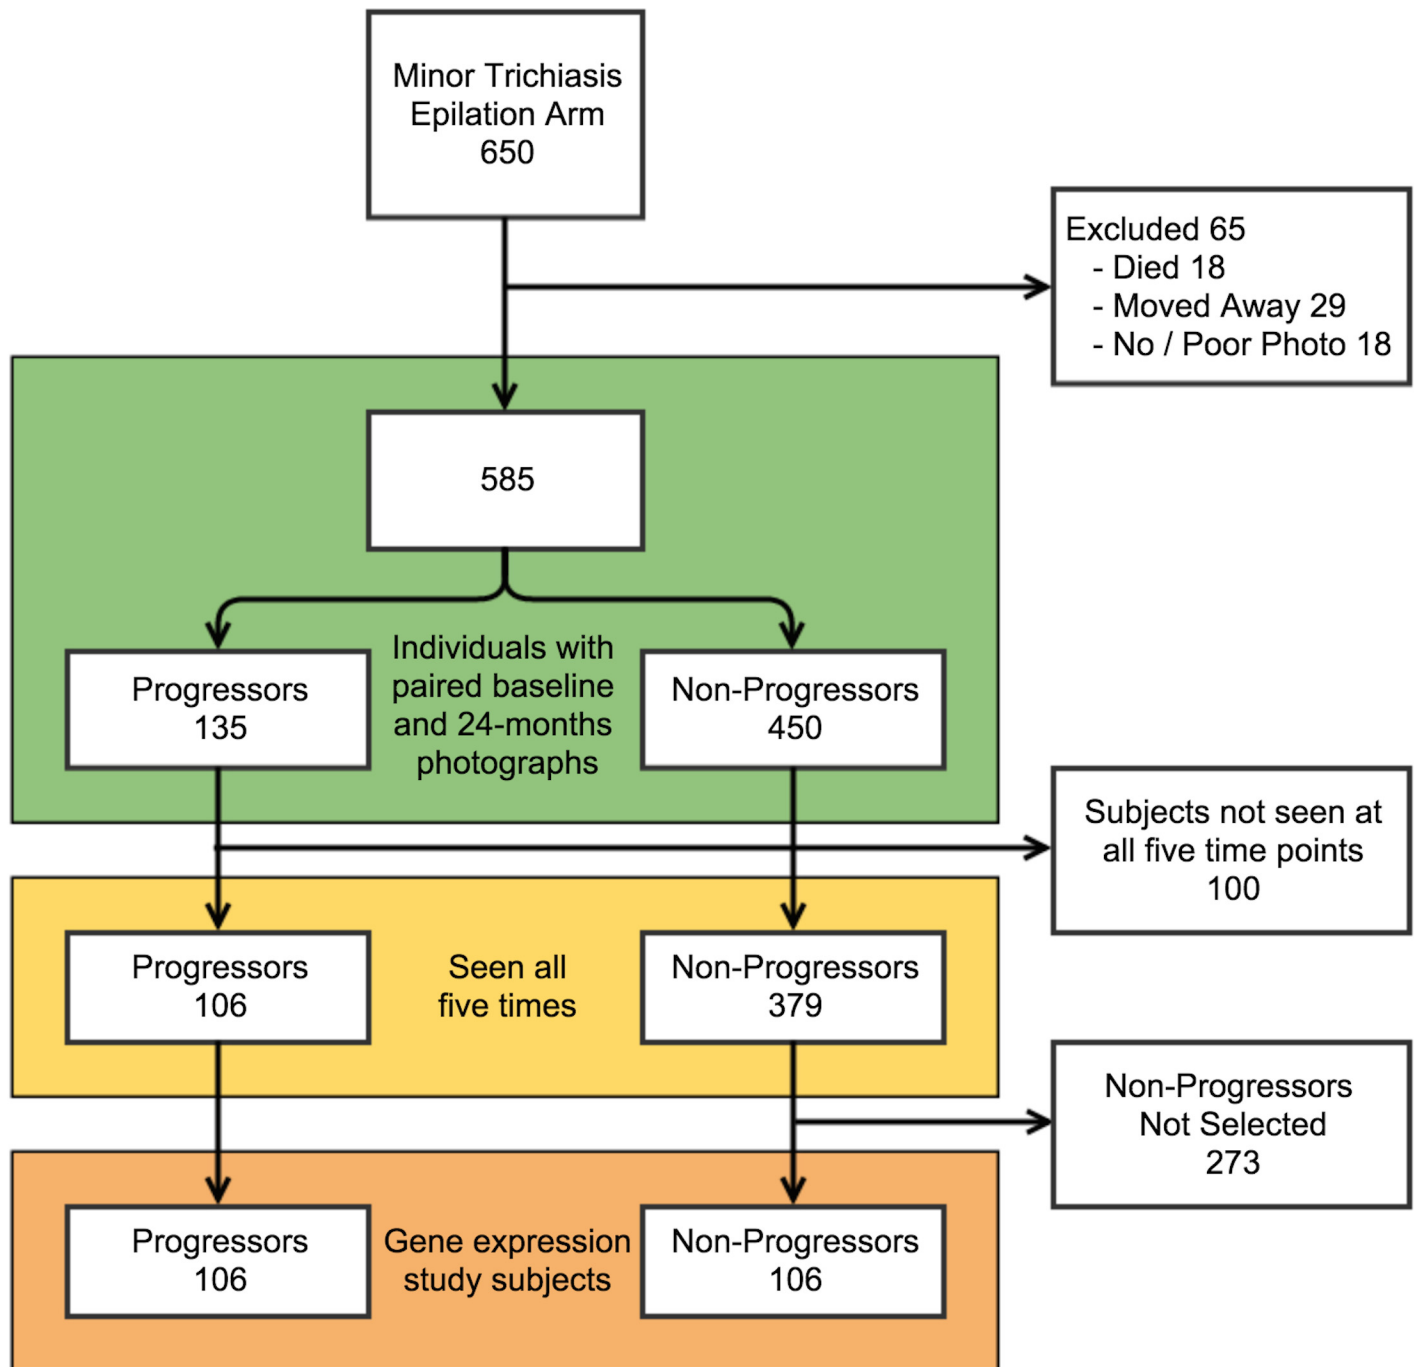 Minor Trichiasis
Epilation Arm
650
Excluded 65
- Died 18
- Moved Away 29
- No / Poor Photo 18
585
Progressors
135
Individuals with
paired baseline
and 24-months
photographs
Non-Progressors
450
Subjects not seen at
all five time points
100
Progressors
106
Seen all
five times
Non-Progressors
379
Non-Progressors
Not Selected
273
Progressors
106
Gene expression
study subjects
Non-Progressors
106